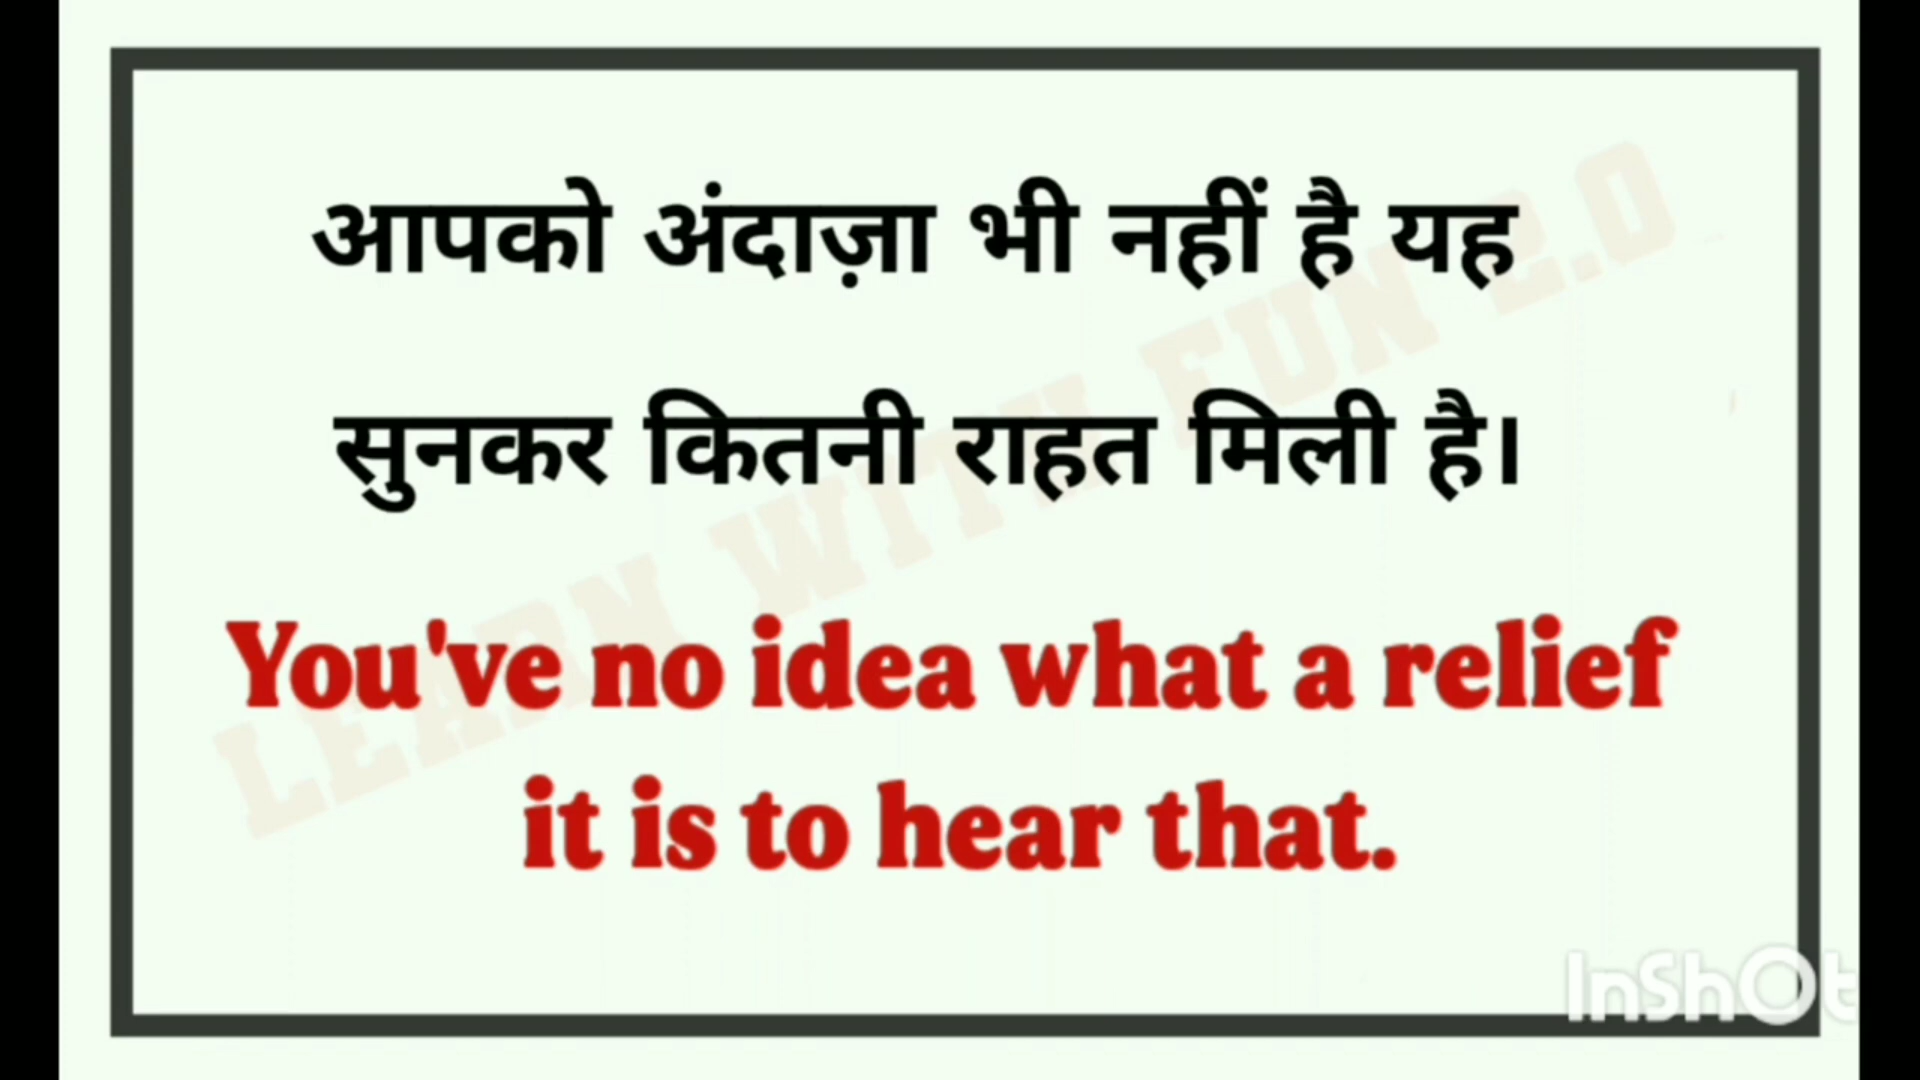 आपको अंदाज़ा भी नहीं है यह
सुनकर कितनी राहत मिली है।
You've no idea what a relief
it is to hear that.
LEARN WITH FUN 2.0
InShOt